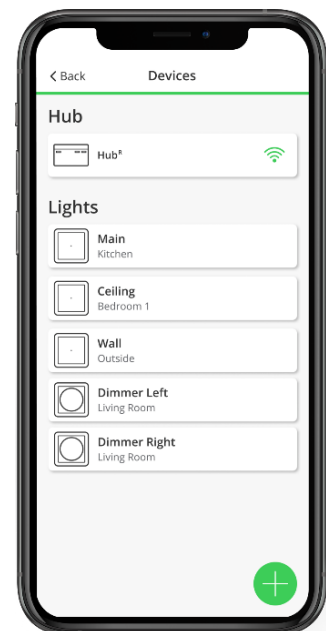 Back
Devices
Hub
Hubᴿ
Lights
Main
Kitchen
Ceiling
Bedroom 1
Wall
Outside
Dimmer Left
Living Room
Dimmer Right
Living Room